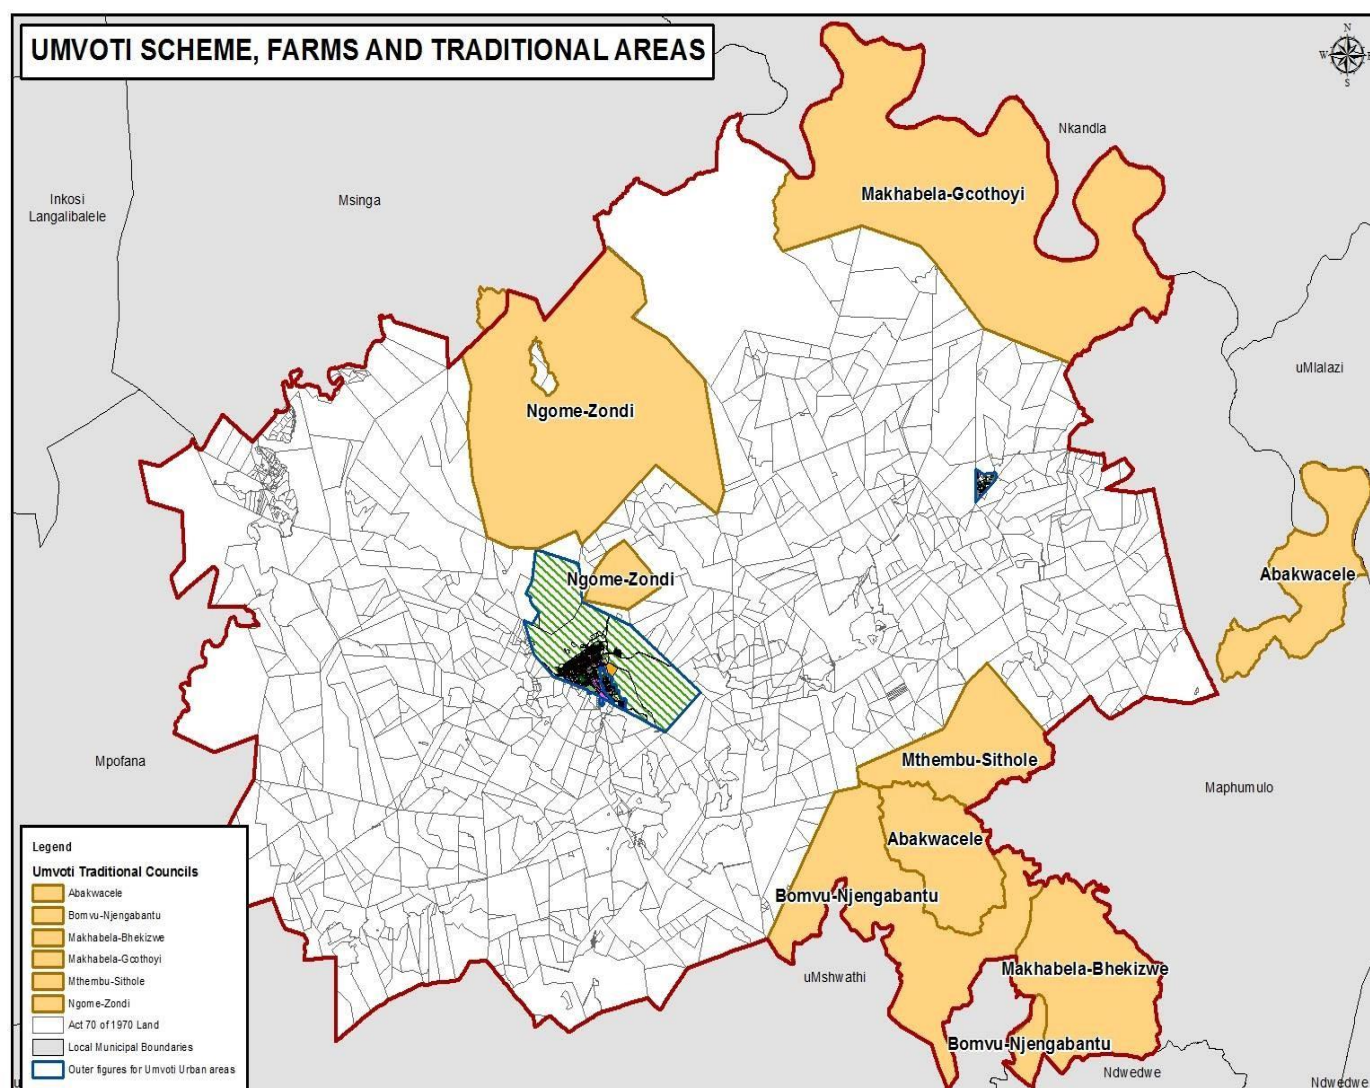 UMVOTI SCHEME, FARMS AND TRADITIONAL AREAS
N
W
S
Nkandla
Inkosi
Langalibalele
Msinga
Makhabela-Gcothoyi
uMlalazi
Ngome-Zondi
Abakwacele
Ngome-Zondi
Mthembu-Sithole
Mpofana
Maphumulo
Abakwacele
Bomvu-Njengabantu
uMshwathi
Makhabela-Bhekizwe
Bomvu-Njengabantu
Ndwedwe
Ndwedwe
Legend
Umvoti Traditional Councils
Abakwacele
Bomvu-Njengabantu
Makhabela-Bhekizwe
Makhabela-Gcothoyi
Mthembu-Sithole
Ngome-Zondi
Act 70 of 1970 Land
Local Municipal Boundaries
Outer figures for Umvoti Urban areas